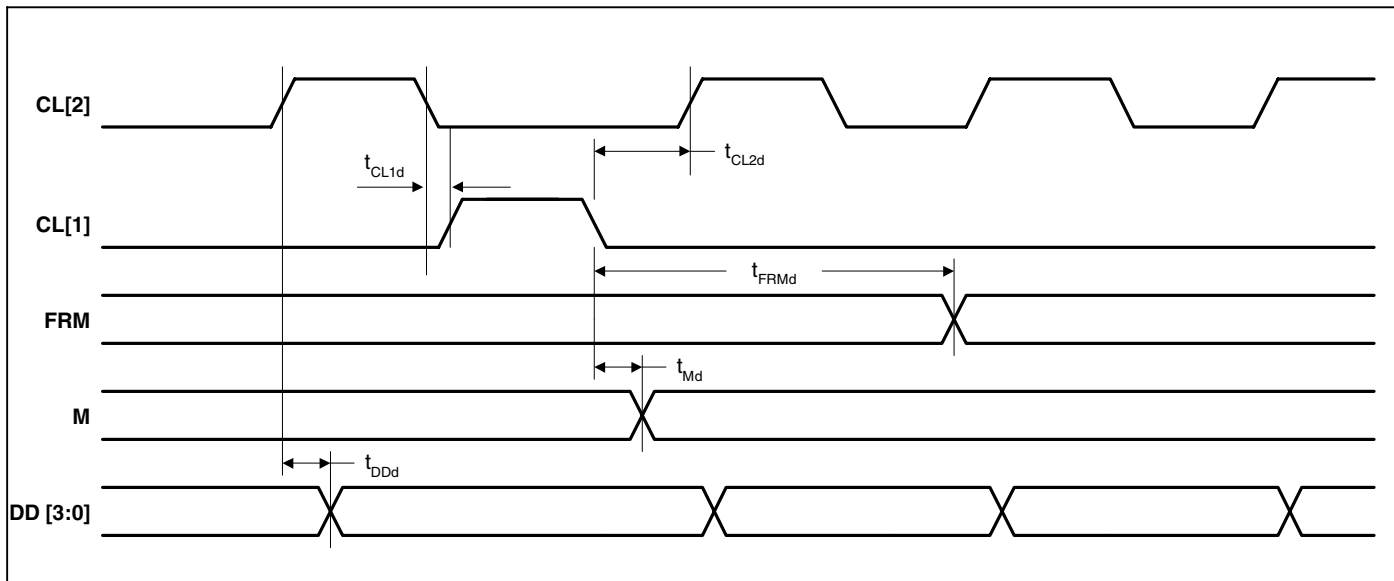 CL[2]
tCL1d
tCL2d
CL[1]
tFRMd
FRM
tMd
M
tDDd
DD [3:0]